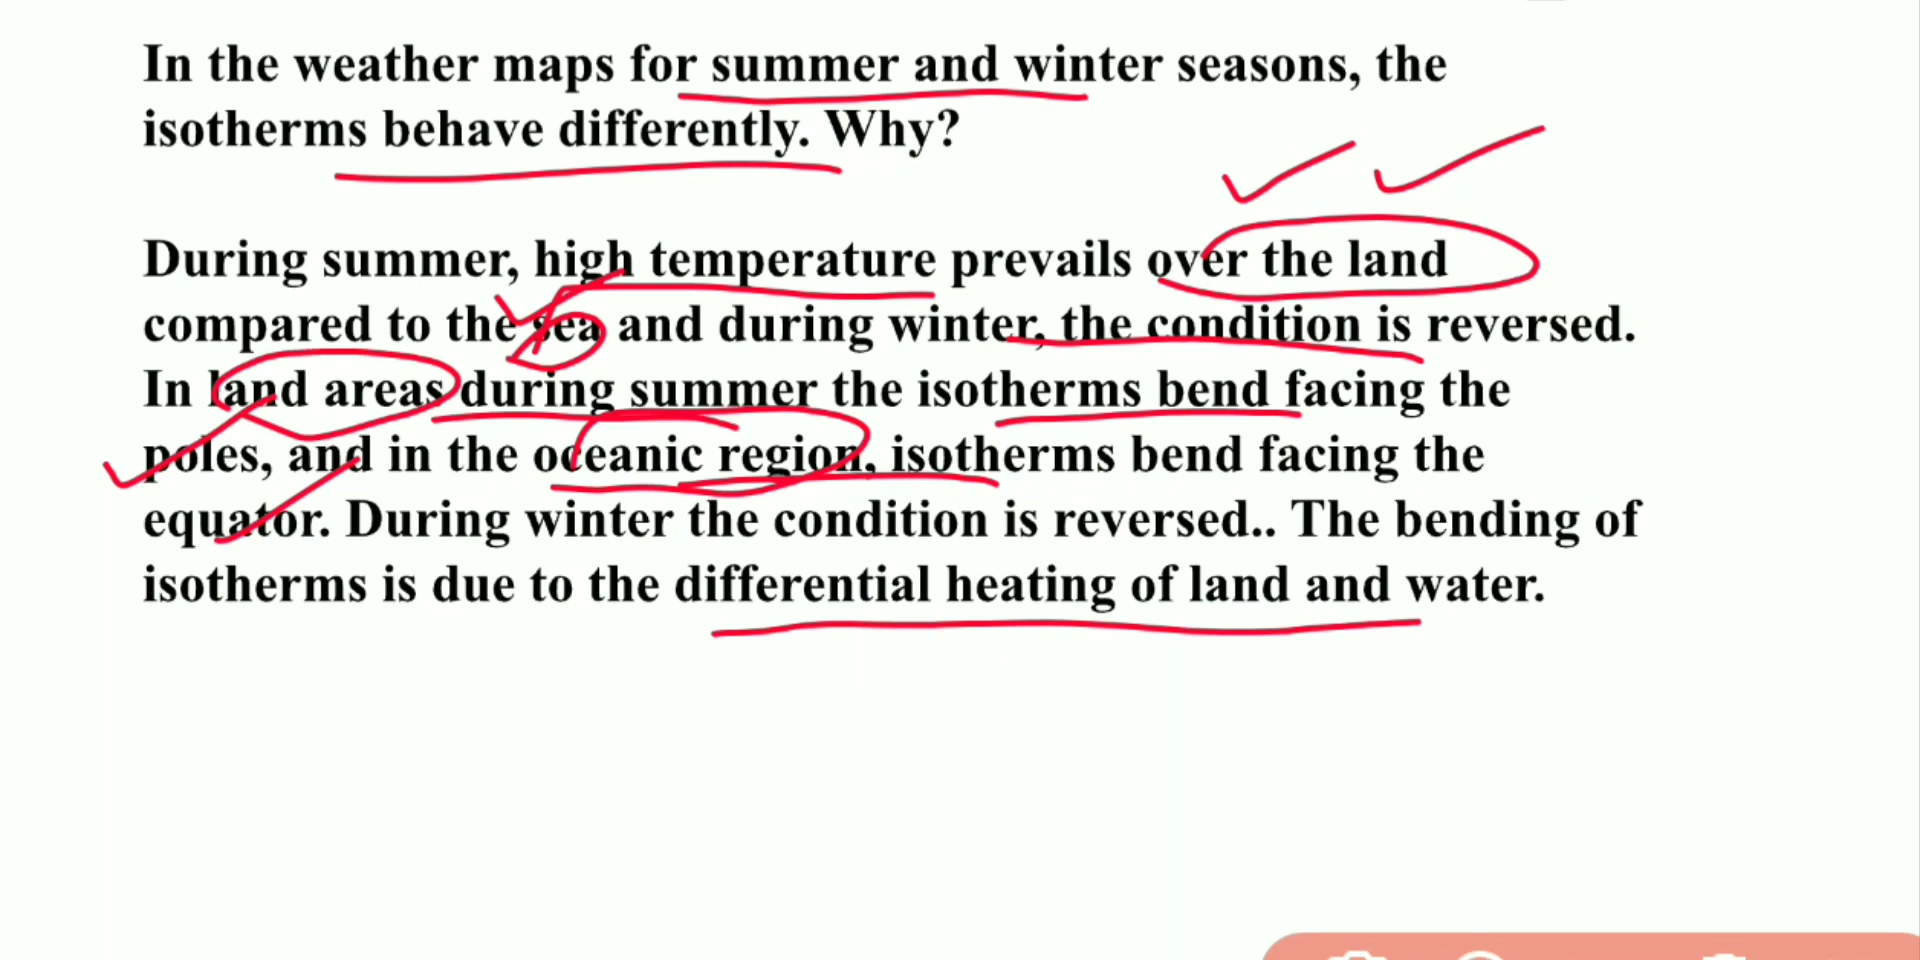 In the weather maps for summer and winter seasons, the
isotherms behave differently. Why?
During summer, high temperature prevails over the land
compared to the sea and during winter, the condition is reversed.
In land areas during summer the isotherms bend facing the
poles, and in the oceanic region, isotherms bend facing the
equator. During winter the condition is reversed.. The bending of
isotherms is due to the differential heating of land and water.